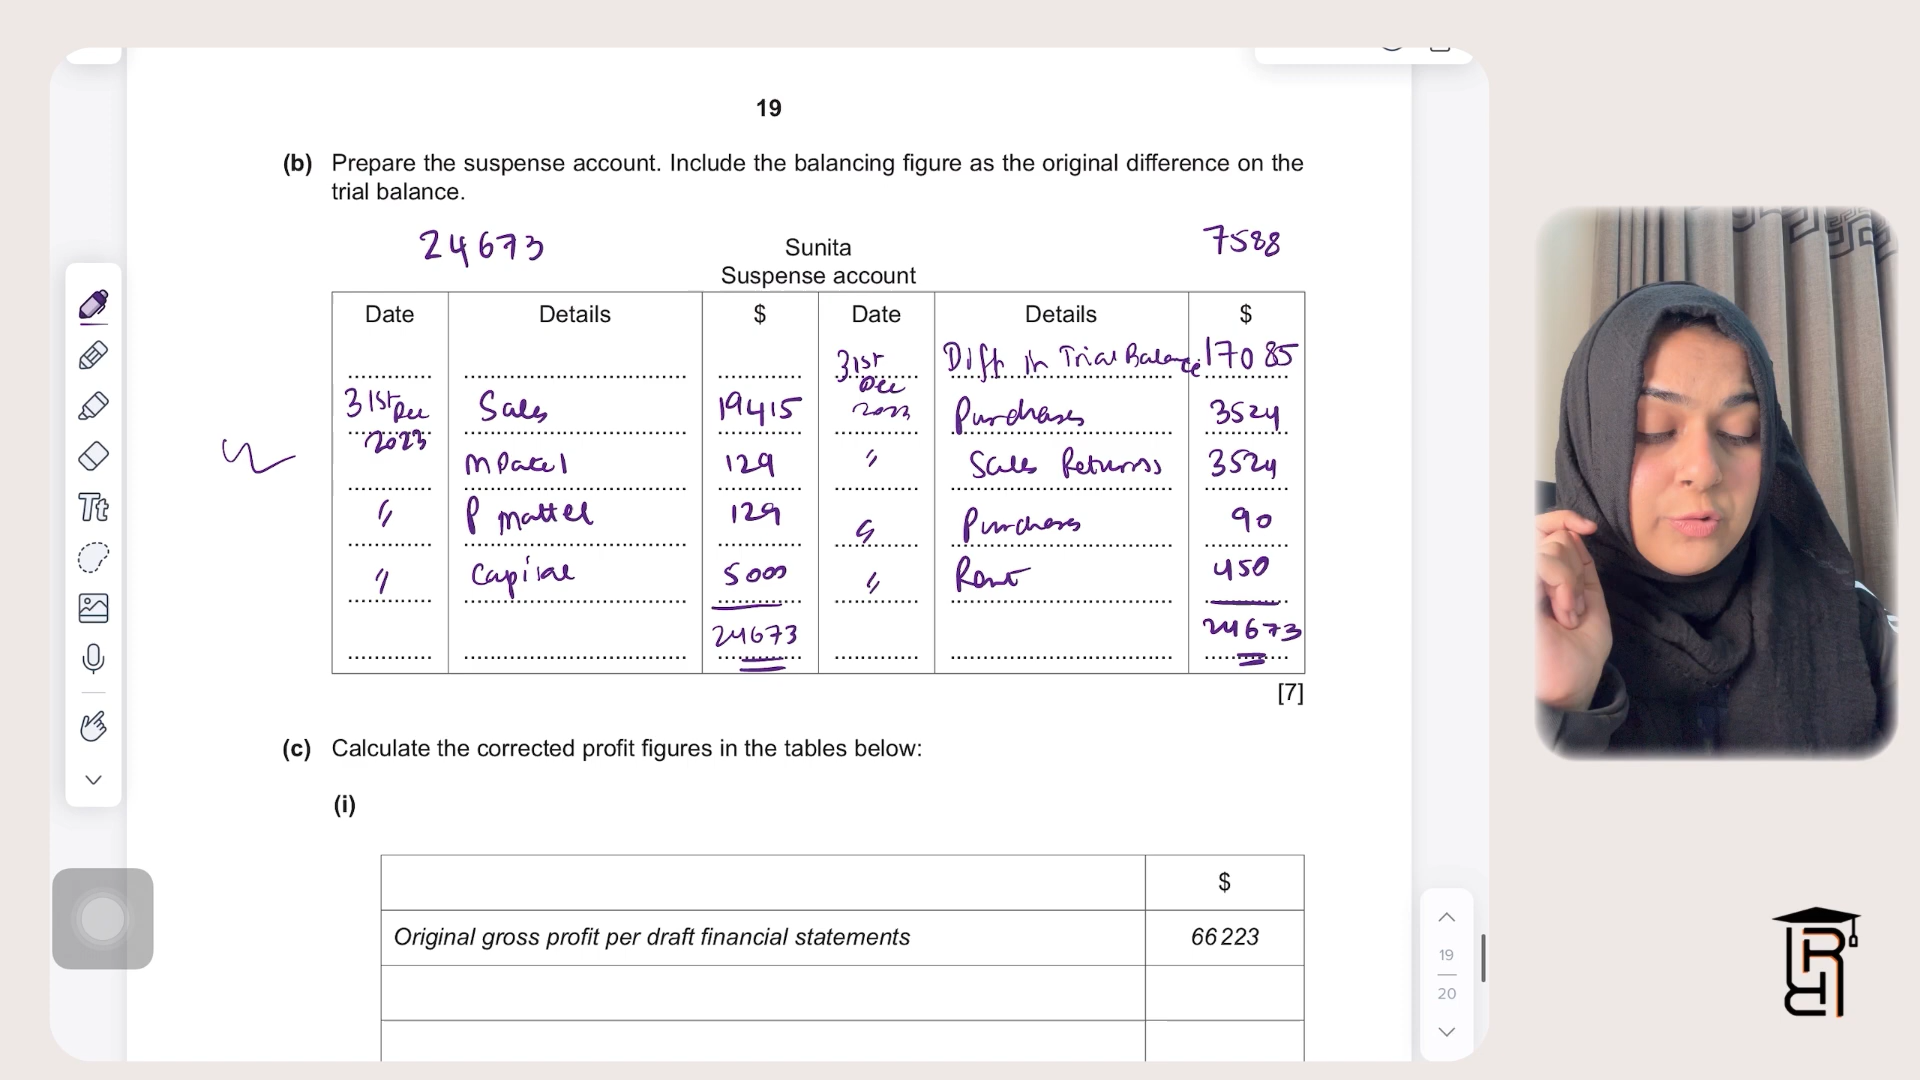 19
(b) Prepare the suspense account. Include the balancing figure as the original difference on the
trial balance.
24673 7588
Sunita
Suspense account
Date Details $ Date Details $
31st Dec 2023 Diff in Trial Balance 17085
31st Dec 2023 Sales 19415 Purchases 3524
M Patel 129 " Sales Returns 3524
" P Mattel 129 " Purchases 90
" Capital 5000 " Rent 450
24673 24673
[7]
(c) Calculate the corrected profit figures in the tables below:
(i)
$
Original gross profit per draft financial statements 66 223
Tt
19
20